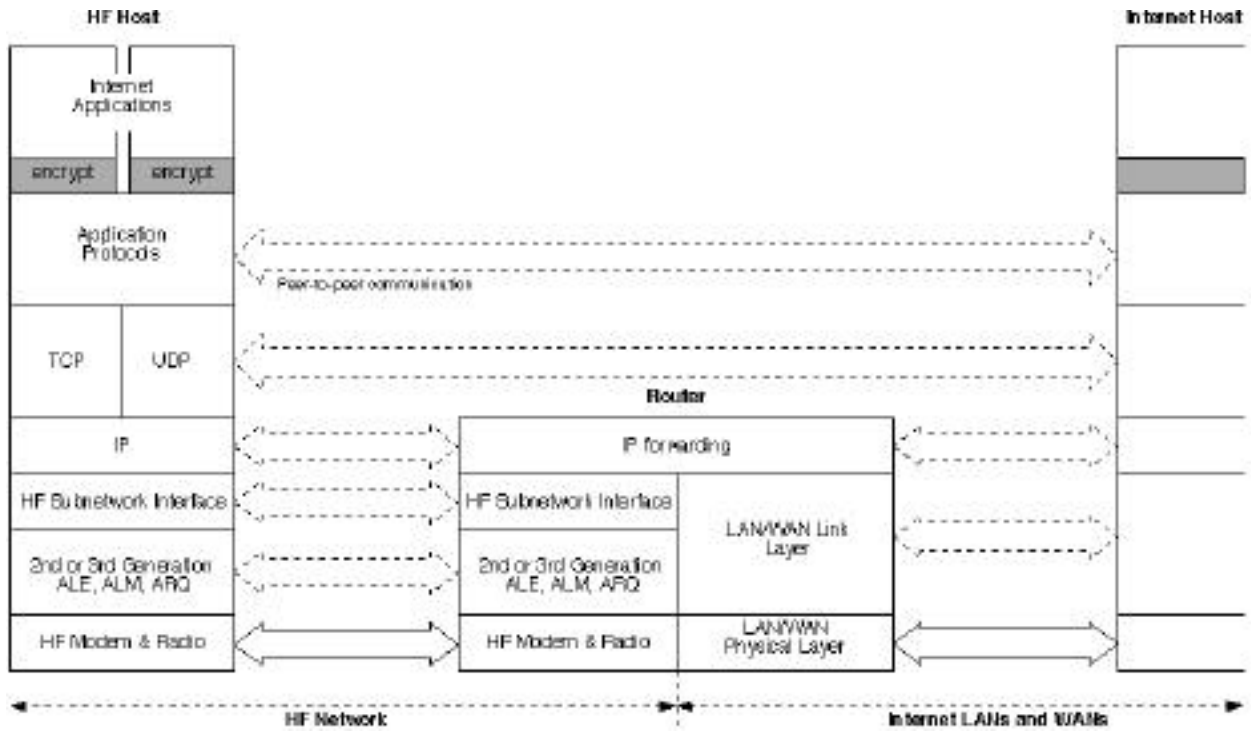 HF Host
Internet Host
Internet
Applications
encrypt
encrypt
Application
Protocols
Peer-to-peer communication
TCP
UDP
Router
IP
IP forwarding
HF Subnetwork Interface
HF Subnetwork Interface
LAN/WAN Link
Layer
2nd or 3rd Generation
ALE, ALM, ARQ
2nd or 3rd Generation
ALE, ALM, ARQ
HF Modem & Radio
HF Modem & Radio
LAN/WAN
Physical Layer
HF Network
Internet LANs and WANs